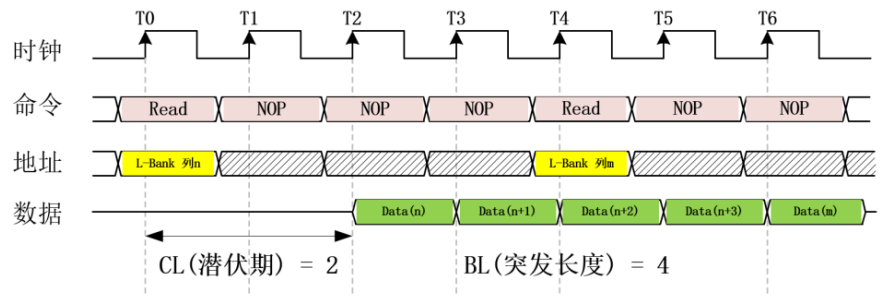 T0 T1 T2 T3 T4 T5 T6
时钟
命令 Read NOP NOP NOP Read NOP NOP
地址 L-Bank 列n L-Bank 列m
数据 Data(n) Data(n+1) Data(n+2) Data(n+3) Data(m)
CL(潜伏期) = 2 BL(突发长度) = 4